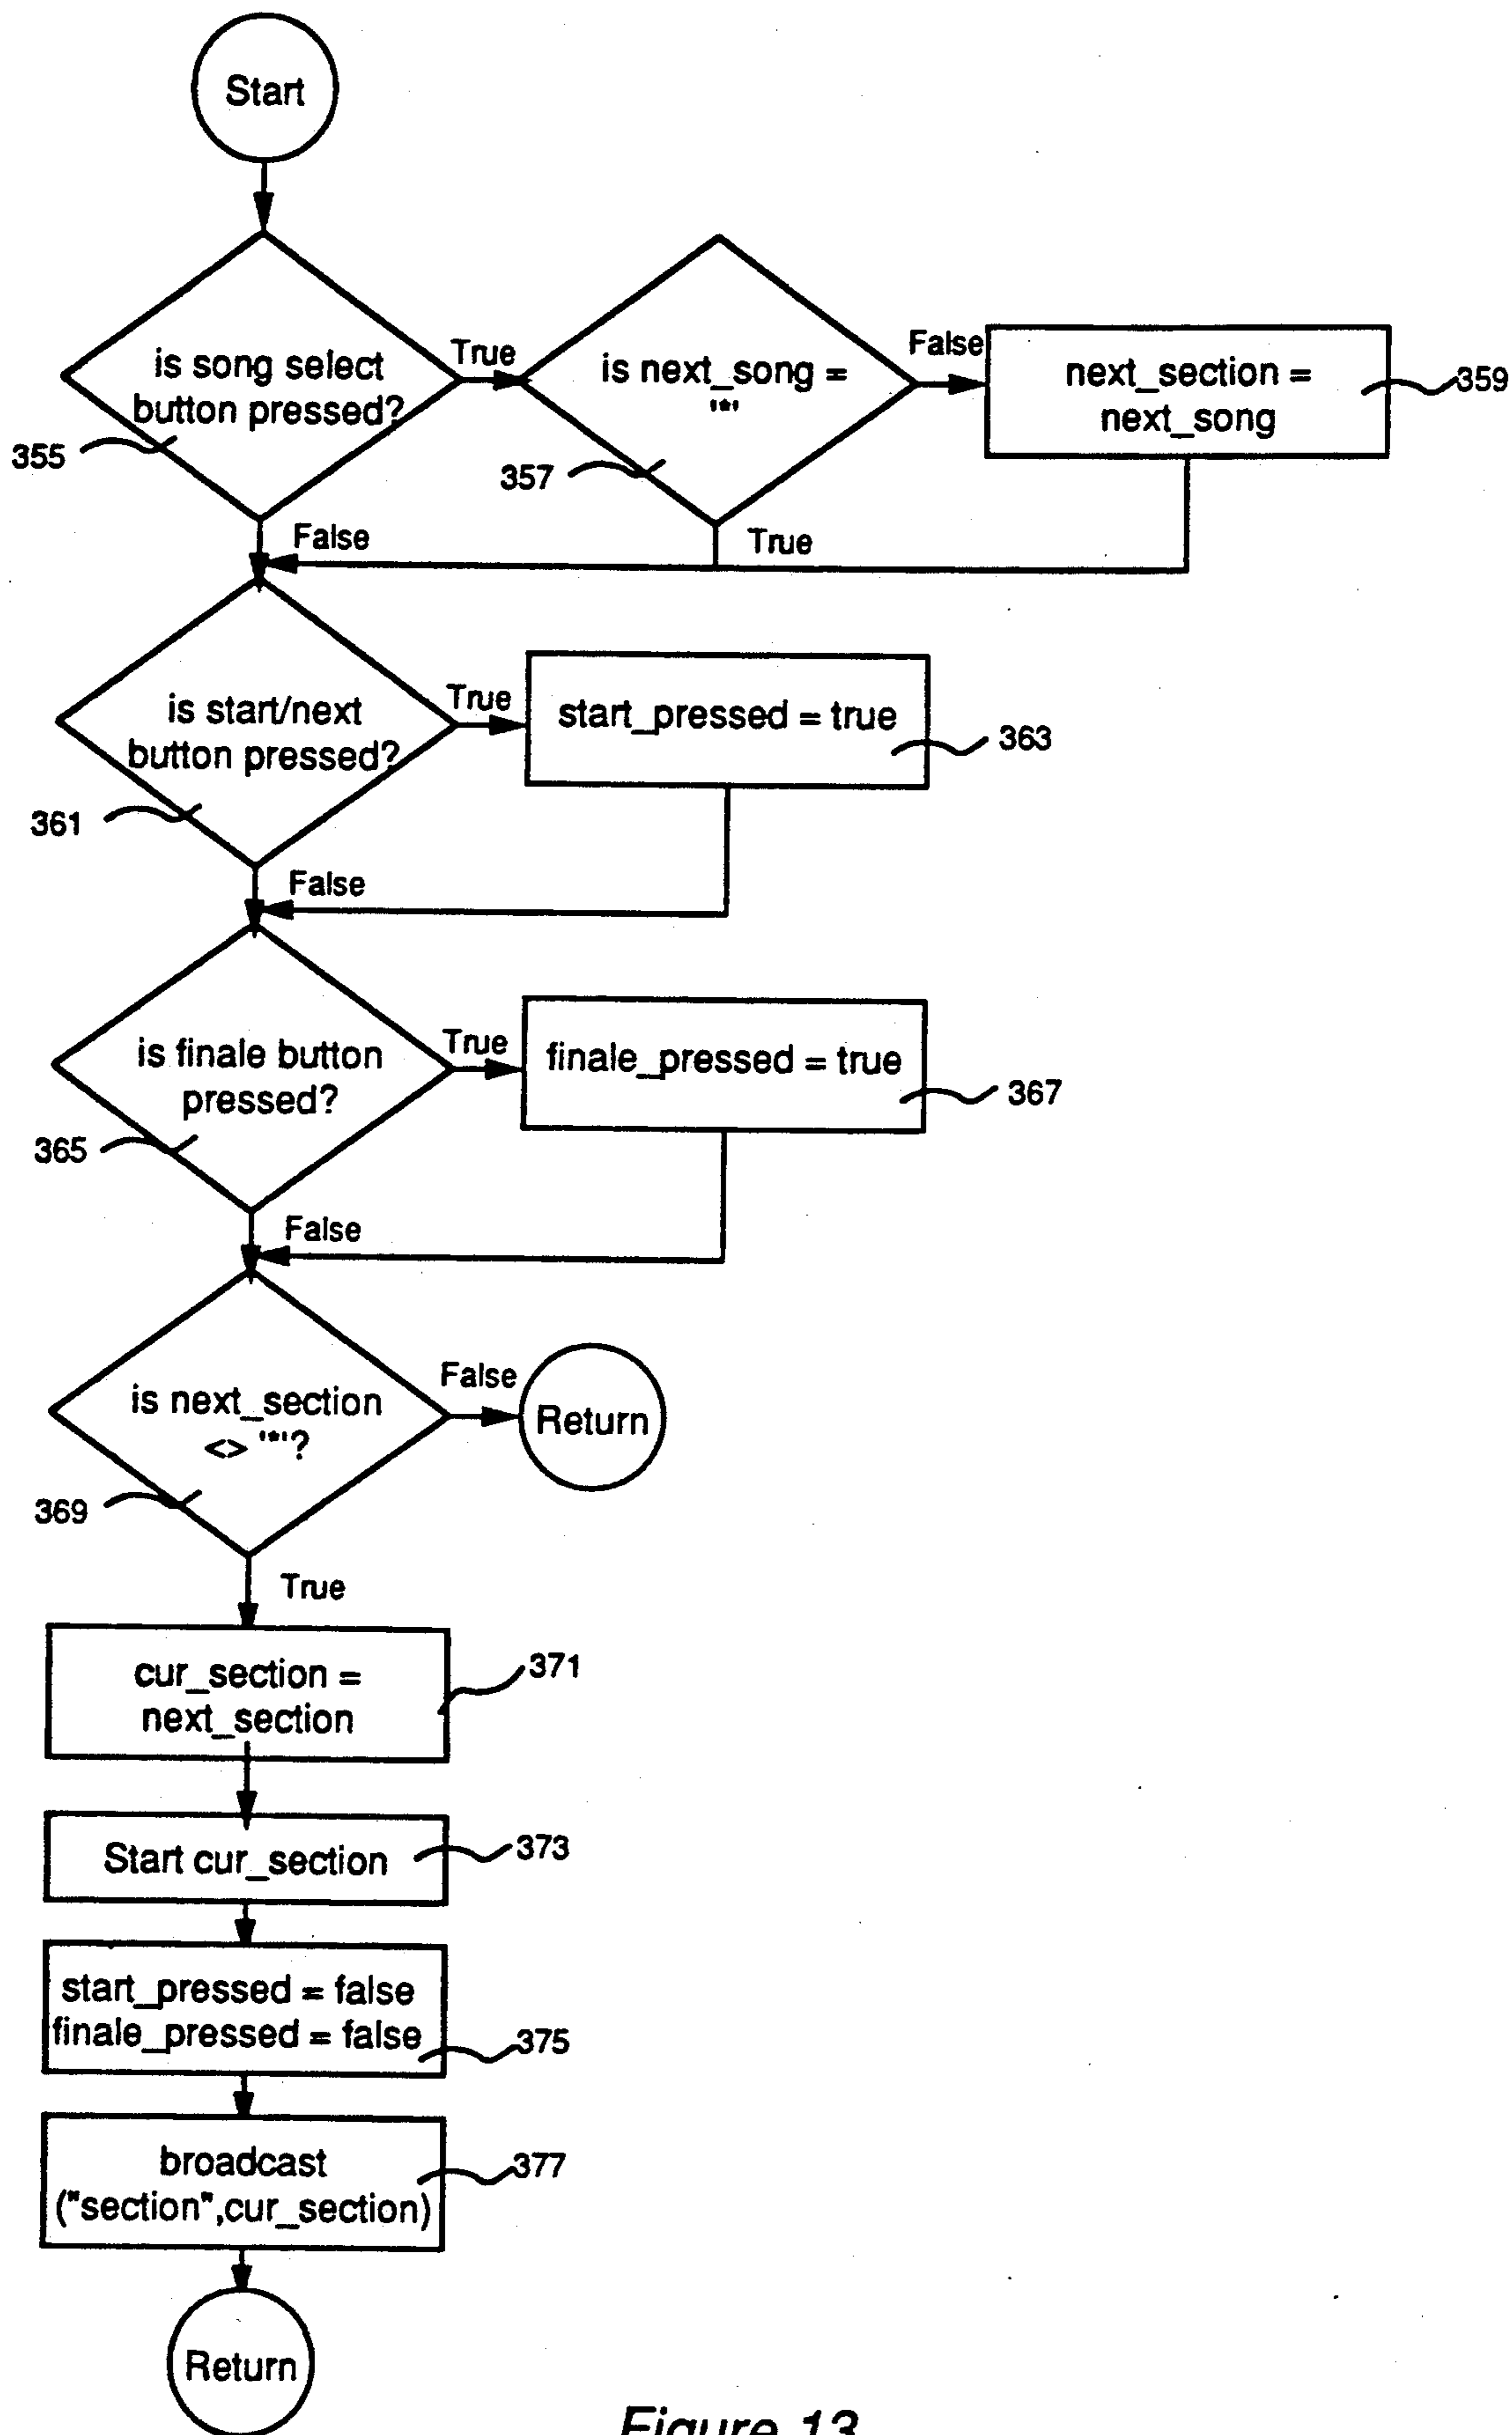 Start
is song select
button pressed?
355
True
is next_song =
'*'
357
False
next_section =
next_song
359
False
True
is start/next
button pressed?
361
True
start_pressed = true
363
False
is finale button
pressed?
365
True
finale_pressed = true
367
False
is next_section
<> '*'?
369
False
Return
True
cur_section =
next_section
371
Start cur_section
373
start_pressed = false
finale_pressed = false
375
broadcast
("section",cur_section)
377
Return
Figure 13